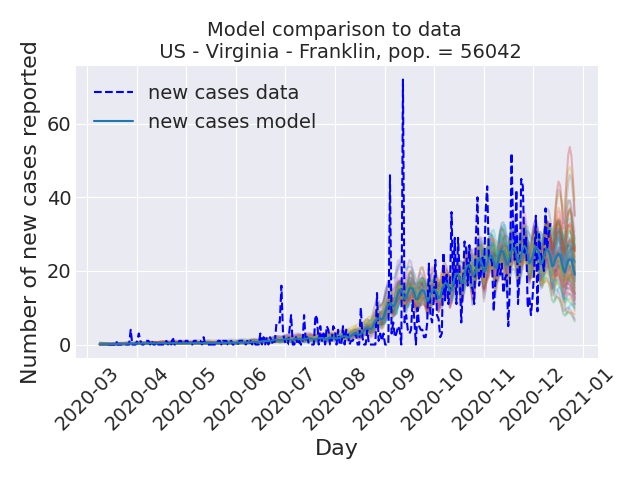 Model comparison to data
US - Virginia - Franklin, pop. = 56042
new cases data
new cases model
Number of new cases reported
60
40
20
0
2020-03
2020-04
2020-05
2020-06
2020-07
2020-08
2020-09
2020-10
2020-11
2020-12
2021-01
Day